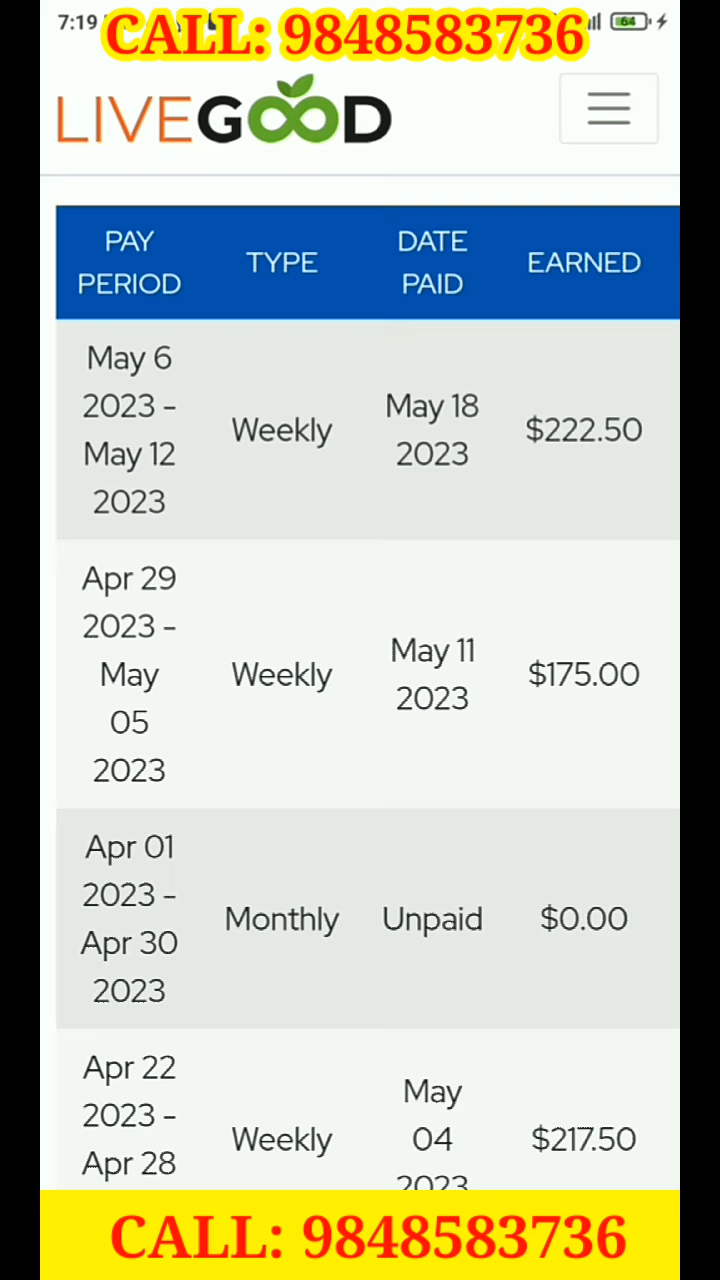 7:19
CALL: 9848583736
64
LIVEGOOD
PAY PERIOD TYPE DATE PAID EARNED
May 6 2023 - May 12 2023 Weekly May 18 2023 $222.50
Apr 29 2023 - May 05 2023 Weekly May 11 2023 $175.00
Apr 01 2023 - Apr 30 2023 Monthly Unpaid $0.00
Apr 22 2023 - Apr 28 Weekly May 04 2023 $217.50
CALL: 9848583736